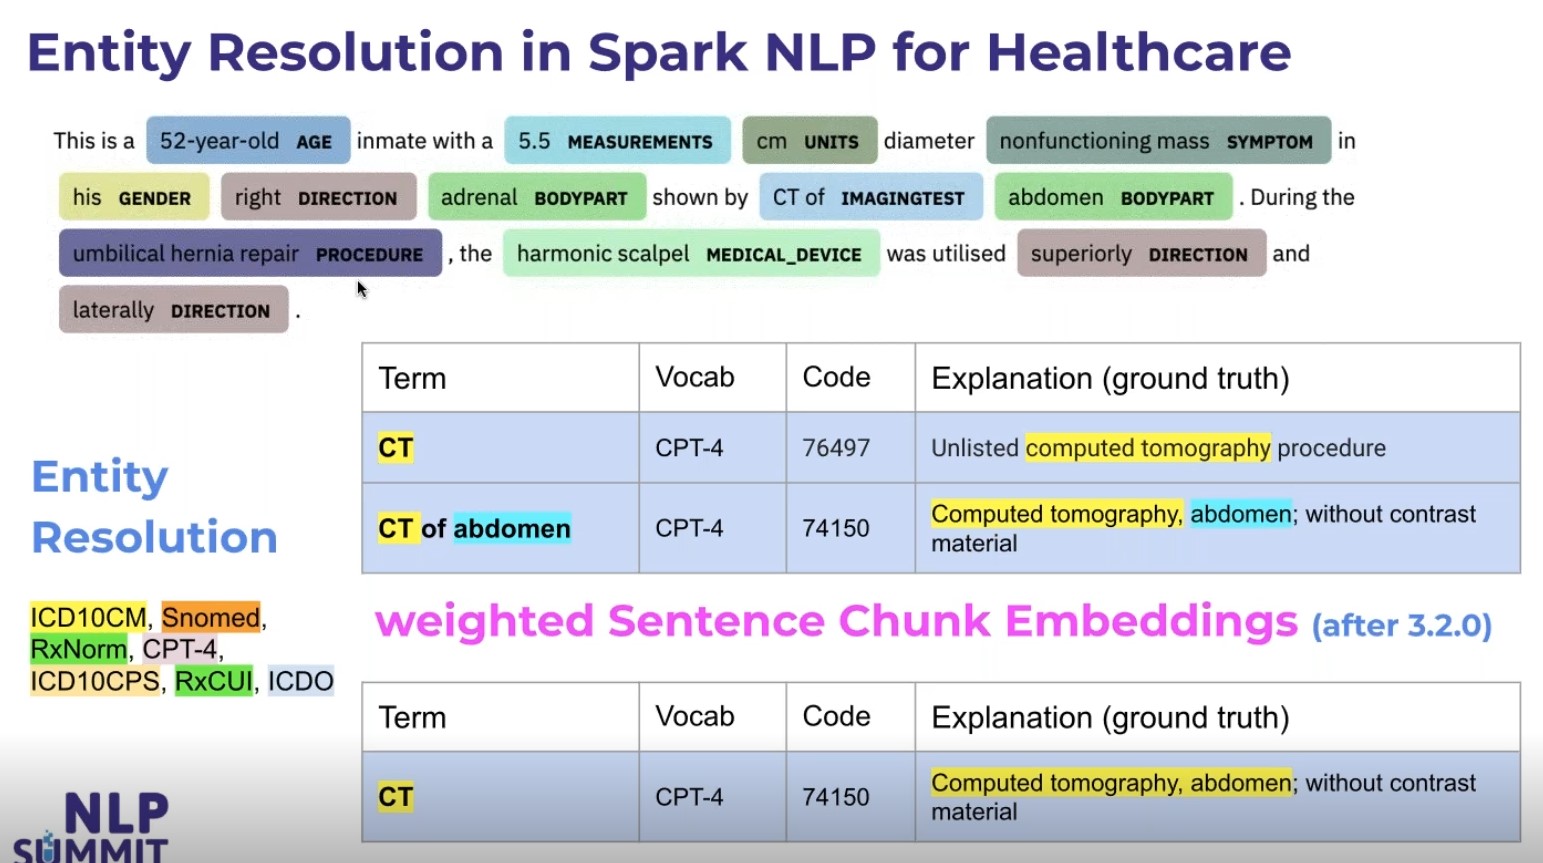 Entity Resolution in Spark NLP for Healthcare
This is a 52-year-old AGE inmate with a 5.5 MEASUREMENTS cm UNITS diameter nonfunctioning mass SYMPTOM in
his GENDER right DIRECTION adrenal BODYPART shown by CT of IMAGINGTEST abdomen BODYPART . During the
umbilical hernia repair PROCEDURE , the harmonic scalpel MEDICAL_DEVICE was utilised superiorly DIRECTION and
laterally DIRECTION .
Term Vocab Code Explanation (ground truth)
CT CPT-4 76497 Unlisted computed tomography procedure
CT of abdomen CPT-4 74150 Computed tomography, abdomen; without contrast
material
Entity
Resolution
ICD10CM, Snomed,
RxNorm, CPT-4,
ICD10CPS, RxCUI, ICDO
weighted Sentence Chunk Embeddings (after 3.2.0)
Term Vocab Code Explanation (ground truth)
CT CPT-4 74150 Computed tomography, abdomen; without contrast
material
NLP
SUMMIT